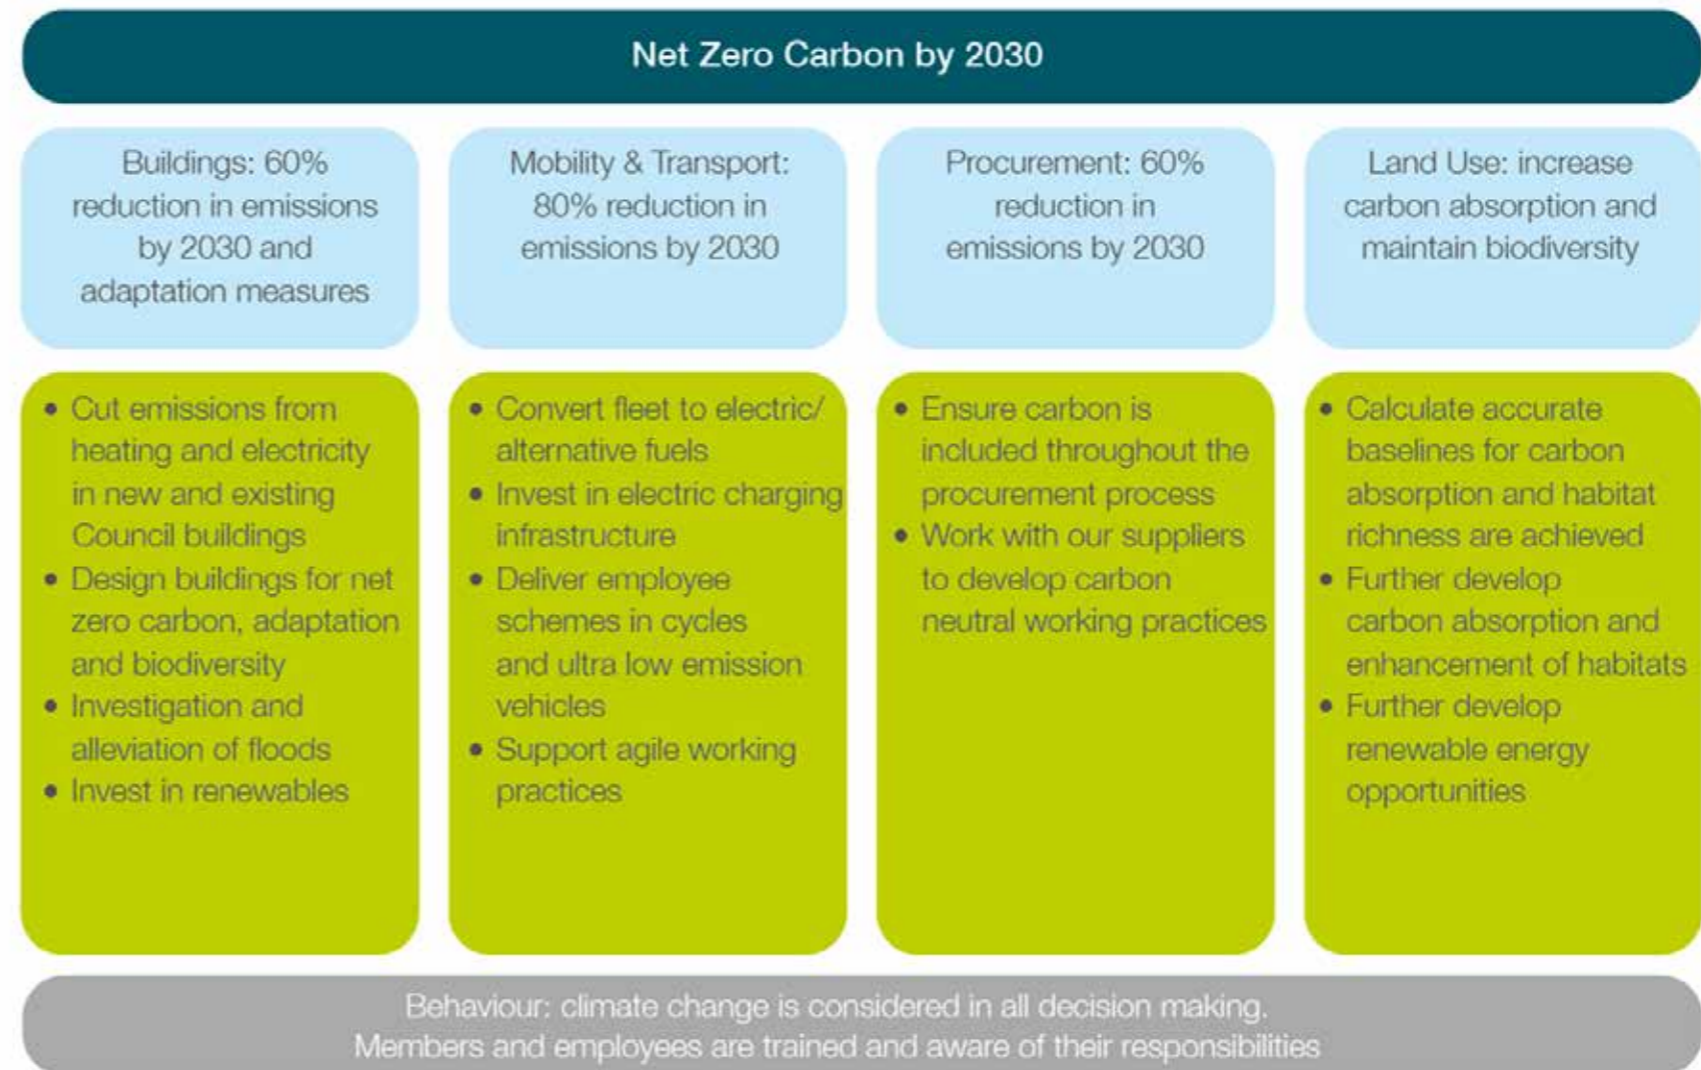 Net Zero Carbon by 2030
Buildings: 60%
reduction in emissions
by 2030 and
adaptation measures
Mobility & Transport:
80% reduction in
emissions by 2030
Procurement: 60%
reduction in
emissions by 2030
Land Use: increase
carbon absorption and
maintain biodiversity
• Cut emissions from
heating and electricity
in new and existing
Council buildings
• Design buildings for net
zero carbon, adaptation
and biodiversity
• Investigation and
alleviation of floods
• Invest in renewables
• Convert fleet to electric/
alternative fuels
• Invest in electric charging
infrastructure
• Deliver employee
schemes in cycles
and ultra low emission
vehicles
• Support agile working
practices
• Ensure carbon is
included throughout the
procurement process
• Work with our suppliers
to develop carbon
neutral working practices
• Calculate accurate
baselines for carbon
absorption and habitat
richness are achieved
• Further develop
carbon absorption and
enhancement of habitats
• Further develop
renewable energy
opportunities
Behaviour: climate change is considered in all decision making.
Members and employees are trained and aware of their responsibilities